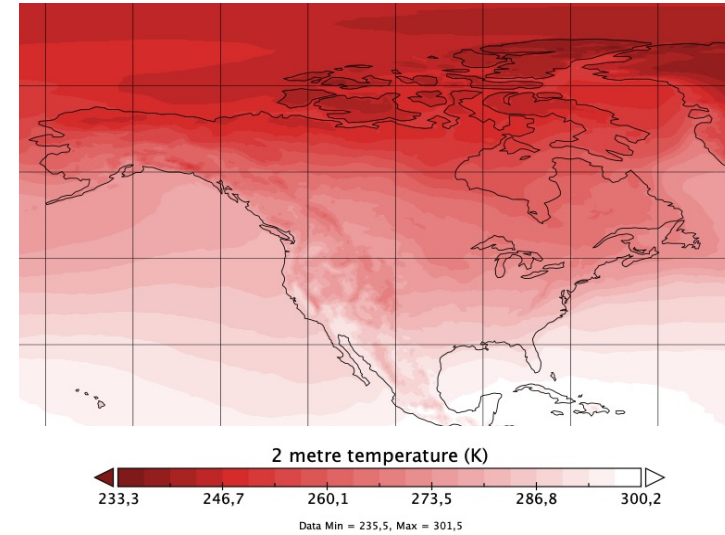 2 metre temperature (K)
233,3 246,7 260,1 273,5 286,8 300,2
Data Min = 235,5, Max = 301,5